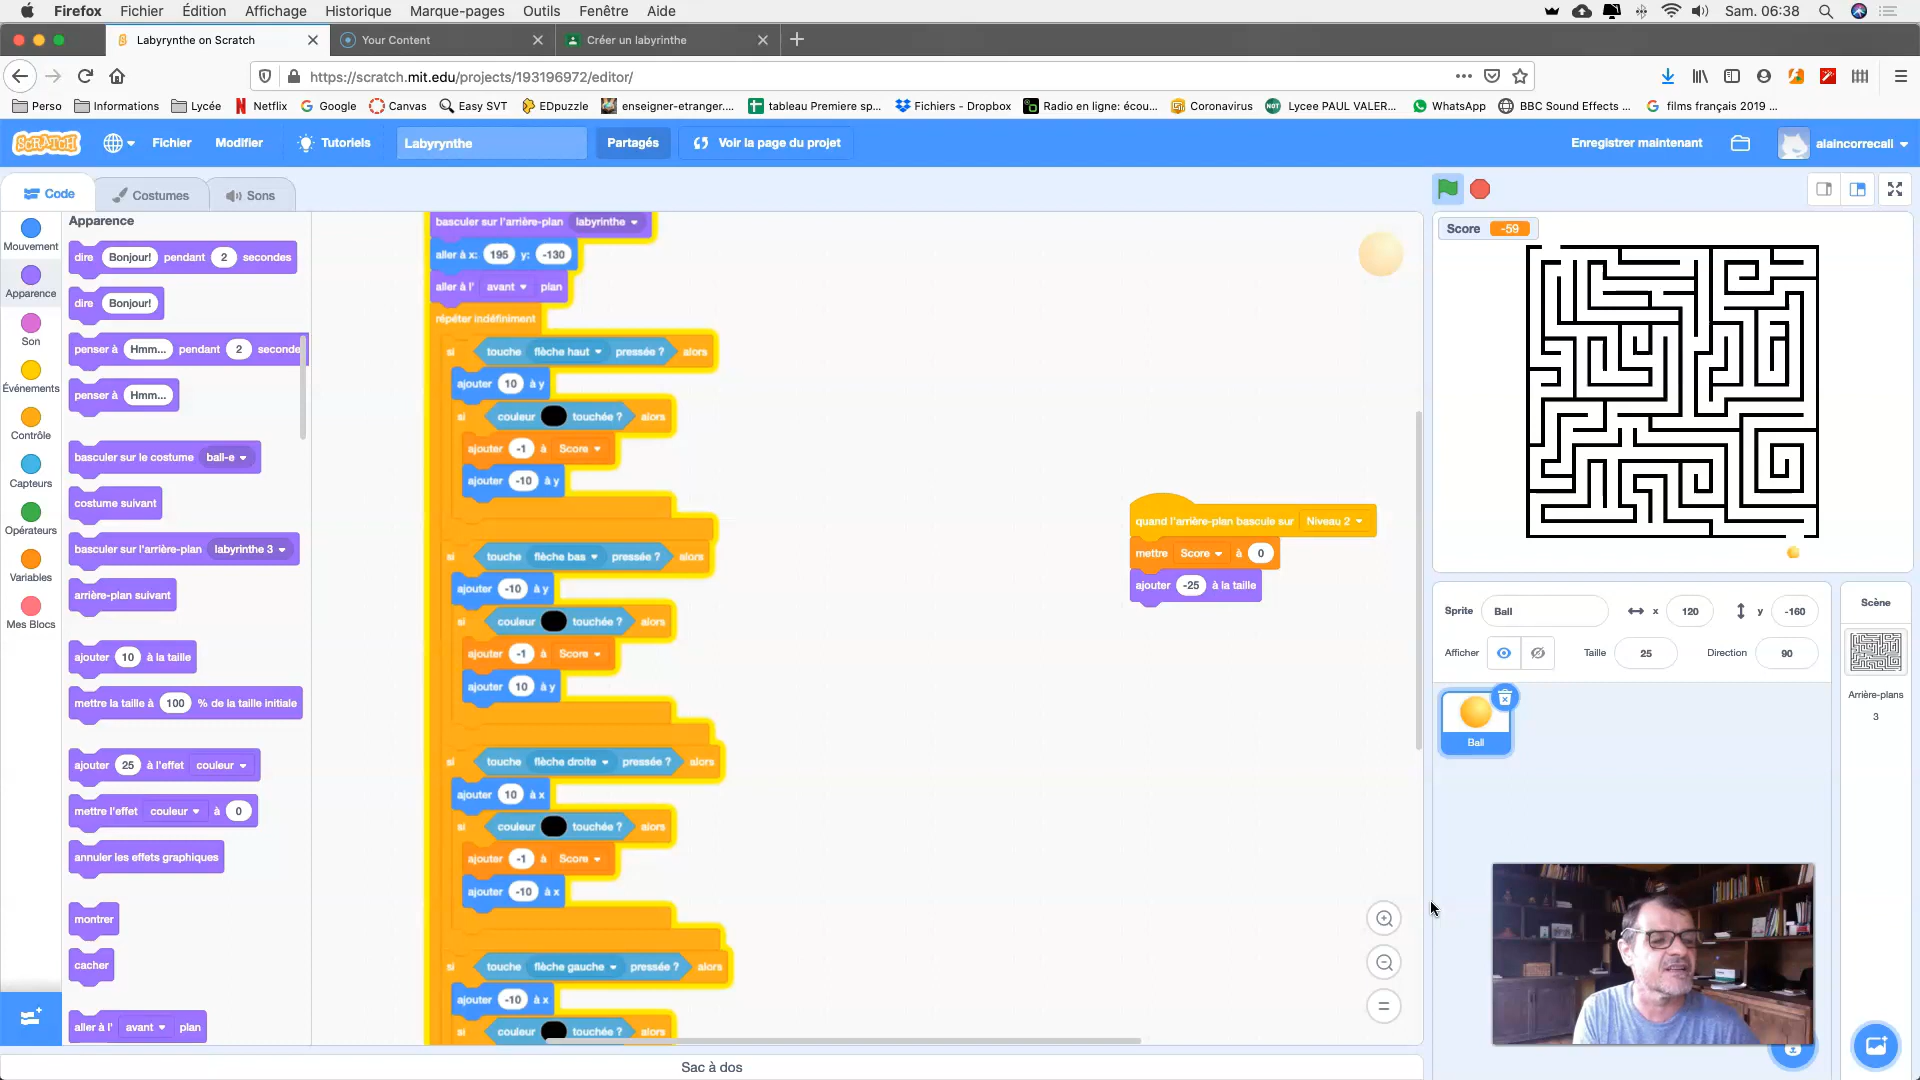 Firefox Fichier Édition Affichage Historique Marque-pages Outils Fenêtre Aide Sam. 06:38
Labyrynthe on Scratch Your Content Créer un labyrinthe
https://scratch.mit.edu/projects/193196972/editor/
Perso Informations Lycée Netflix Google Canvas Easy SVT EDpuzzle enseigner-etranger.... tableau Premiere sp... Fichiers - Dropbox Radio en ligne: écou... Coronavirus Lycee PAUL VALER... WhatsApp BBC Sound Effects ... films français 2019 ...
SCRATCH Fichier Modifier Tutoriels Labyrynthe Partagés Voir la page du projet Enregistrer maintenant alaincorrecall
Code Costumes Sons
Mouvement
Apparence
Son
Événements
Contrôle
Capteurs
Opérateurs
Variables
Mes Blocs
Apparence
dire Bonjour! pendant 2 secondes
dire Bonjour!
penser à Hmm... pendant 2 seconde
penser à Hmm...
basculer sur le costume ball-e
costume suivant
basculer sur l'arrière-plan labyrinthe 3
arrière-plan suivant
ajouter 10 à la taille
mettre la taille à 100 % de la taille initiale
ajouter 25 à l'effet couleur
mettre l'effet couleur à 0
annuler les effets graphiques
montrer
cacher
aller à l' avant plan
basculer sur l'arrière-plan labyrinthe
aller à x: 195 y: -130
aller à l' avant plan
répéter indéfiniment
si touche flèche haut pressée ? alors
ajouter 10 à y
si couleur touchée ? alors
ajouter -1 à Score
ajouter -10 à y
si touche flèche bas pressée ? alors
ajouter -10 à y
si couleur touchée ? alors
ajouter -1 à Score
ajouter 10 à y
si touche flèche droite pressée ? alors
ajouter 10 à x
si couleur touchée ? alors
ajouter -1 à Score
ajouter -10 à x
si touche flèche gauche pressée ? alors
ajouter -10 à x
si couleur touchée ? alors
quand l'arrière-plan bascule sur Niveau 2
mettre Score à 0
ajouter -25 à la taille
Sac à dos
Score -59
Sprite Ball x 120 y -160
Afficher Taille 25 Direction 90
Ball
Scène
Arrière-plans
3